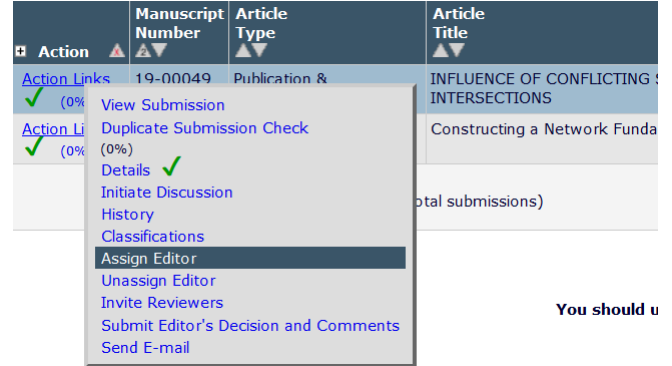 Action
Manuscript Number
Article Type
Article Title
Action Links
19-00049
Publication &
INFLUENCE OF CONFLICTING
INTERSECTIONS
(0%
Action Li
Constructing a Network
(0%
View Submission
Duplicate Submission Check
(0%)
Details
Initiate Discussion
History
Classifications
Assign Editor
Unassign Editor
Invite Reviewers
Submit Editor's Decision and Comments
Send E-mail
otal submissions)
You should